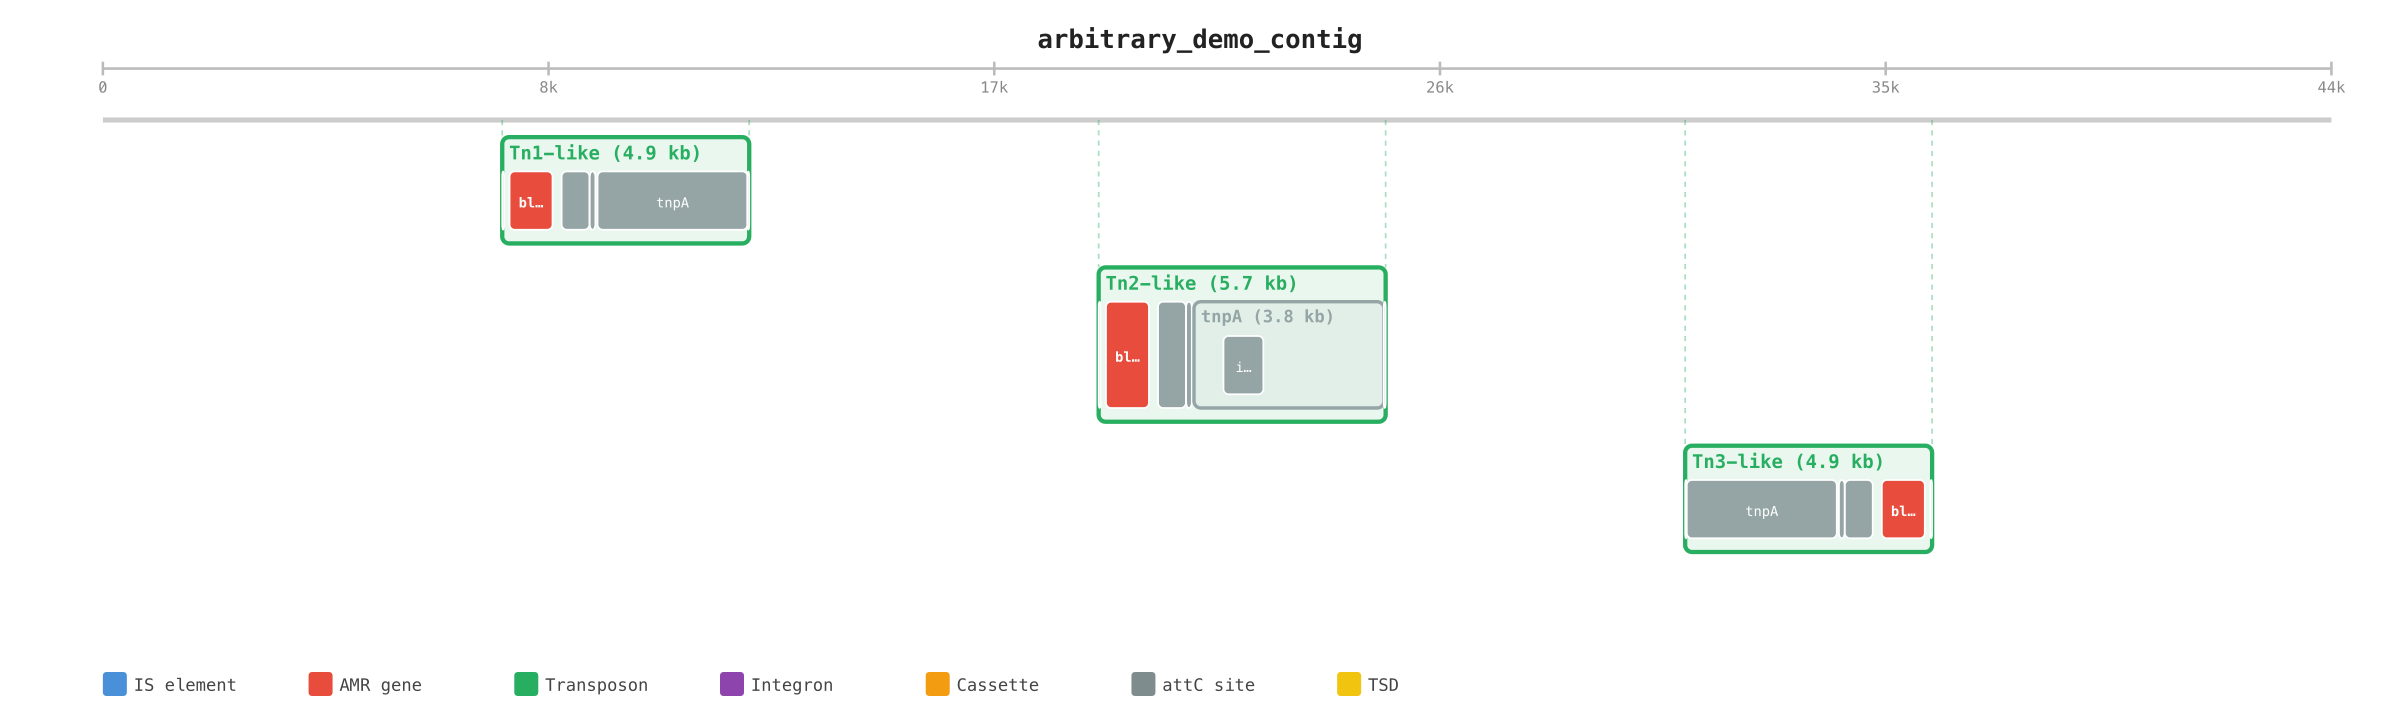 arbitrary_demo_contig
0 8k 17k 26k 35k 44k
Tn1-like (4.9 kb)
bl… tnpA
Tn2-like (5.7 kb)
tnpA (3.8 kb)
bl… i…
Tn3-like (4.9 kb)
tnpA bl…
IS element AMR gene Transposon Integron Cassette attC site TSD